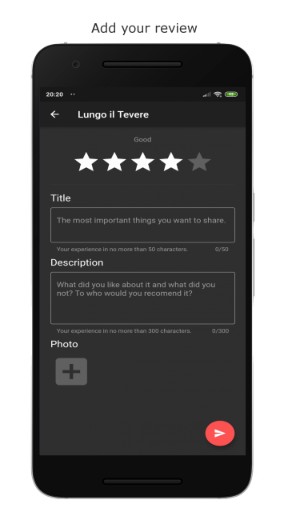 Add your review
20:20
Lungo il Tevere
Good
Title
The most important things you want to share.
Your experience in no more than 50 characters. 0/50
Description
What did you like about it and what did you
not? To who would you recomend it?
Your experience in no more than 300 characters. 0/300
Photo